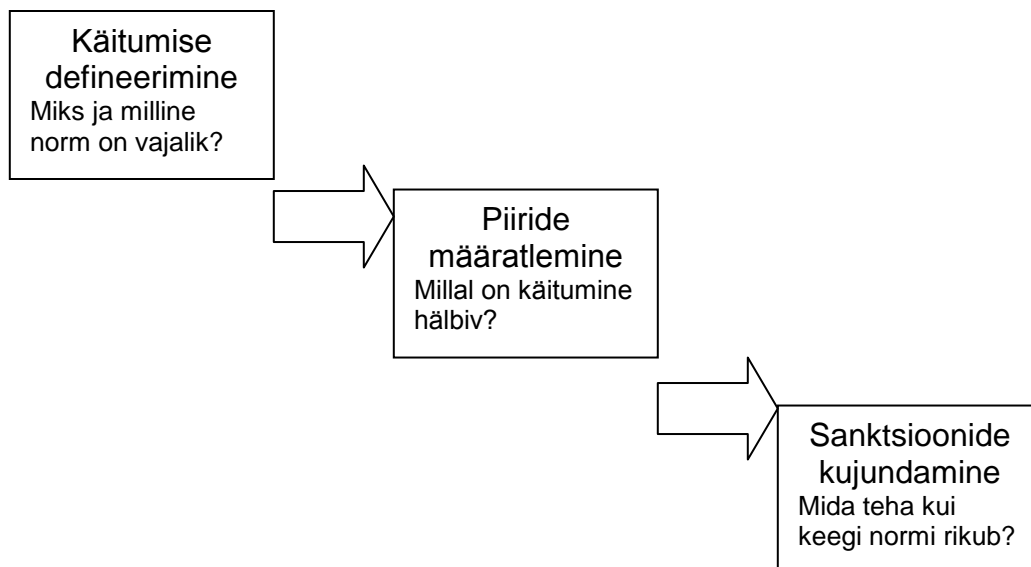 Käitumise
defineerimine
Miks ja milline
norm on vajalik?
Piiride
määratlemine
Millal on käitumine
hälbiv?
Sanktsioonide
kujundamine
Mida teha kui
keegi normi rikub?